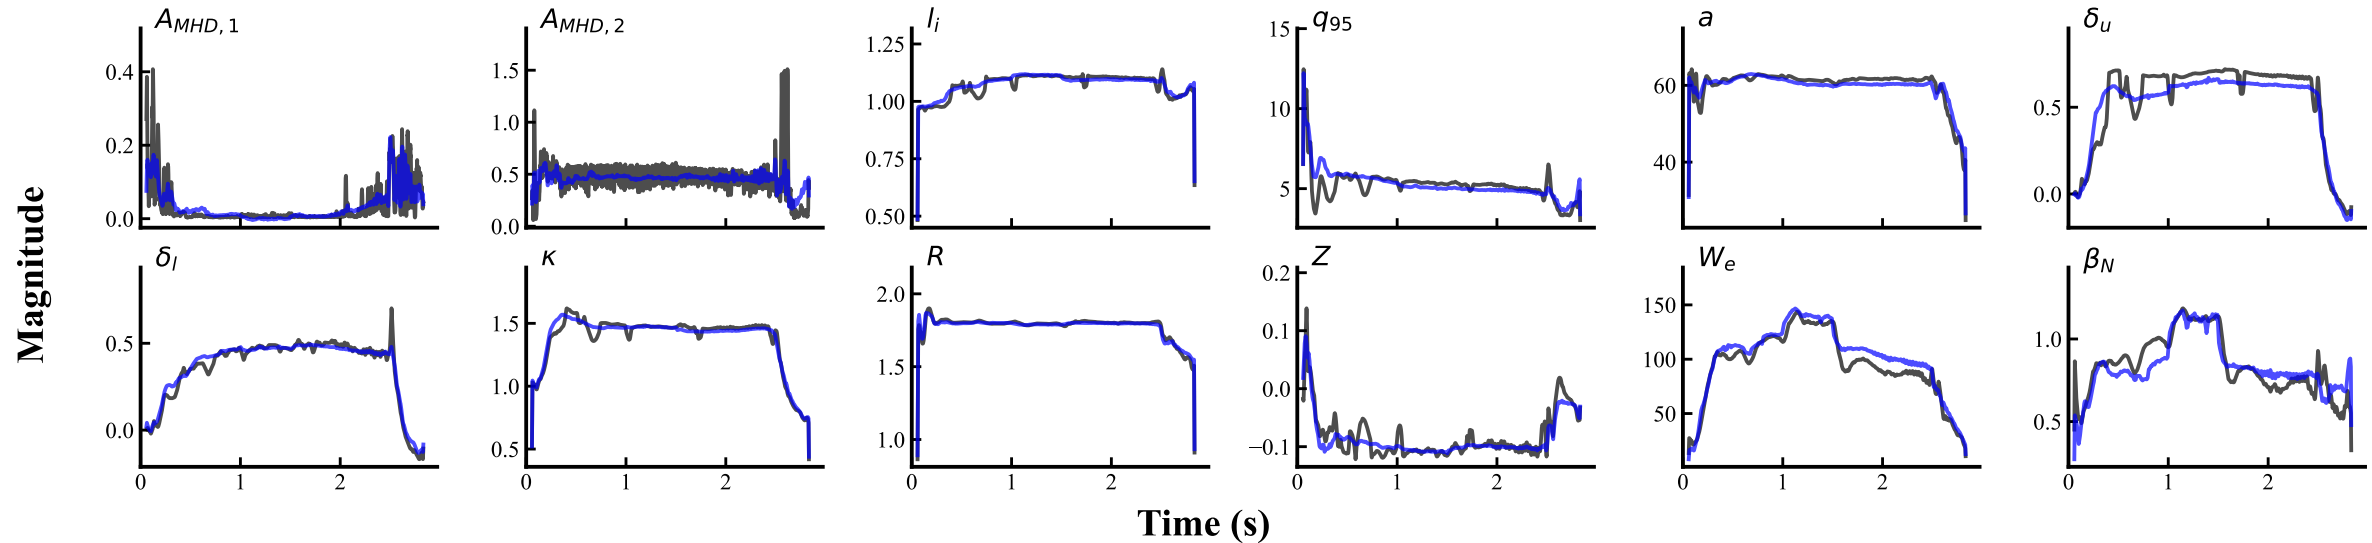 A_{MHD, 1}
0.4
0.2
0.0
A_{MHD, 2}
1.5
1.0
0.5
0.0
l_i
1.25
1.00
0.75
0.50
q_{95}
15
10
5
a
60
40
δ_u
0.5
0.0
δ_l
0.5
0.0
0 1 2
κ
1.5
1.0
0.5
0 1 2
R
2.0
1.5
1.0
0 1 2
Z
0.2
0.1
0.0
−0.1
0 1 2
W_e
150
100
50
0 1 2
β_N
1.0
0.5
0 1 2
Magnitude
Time (s)